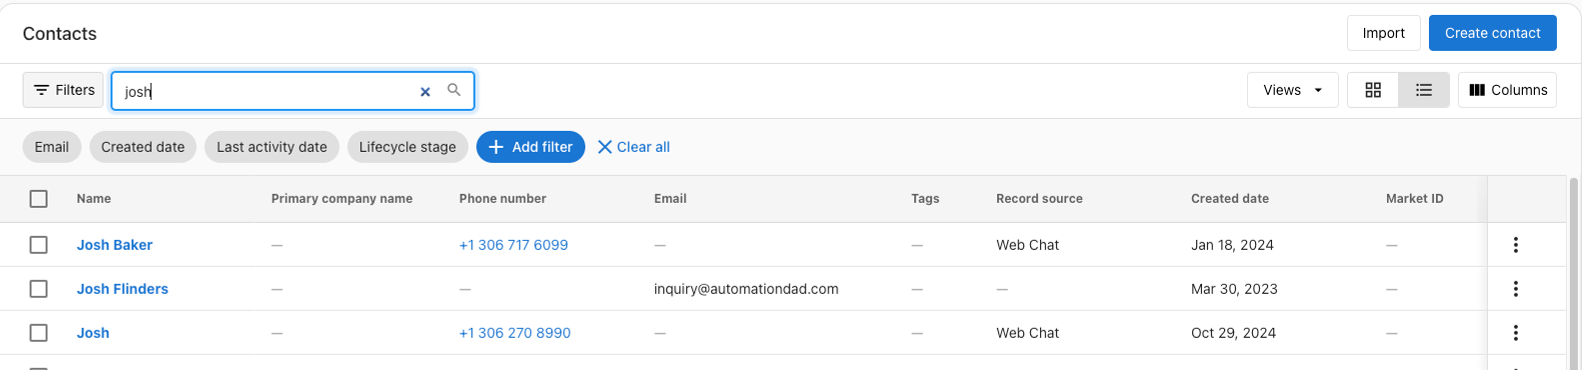 Contacts
Import
Create contact
Filters
josh
Views
Columns
Email
Created date
Last activity date
Lifecycle stage
+ Add filter
Clear all
Name Primary company name Phone number Email Tags Record source Created date Market ID
Josh Baker — +1 306 717 6099 — — Web Chat Jan 18, 2024 —
Josh Flinders — — inquiry@automationdad.com — — Mar 30, 2023 —
Josh — +1 306 270 8990 — — Web Chat Oct 29, 2024 —